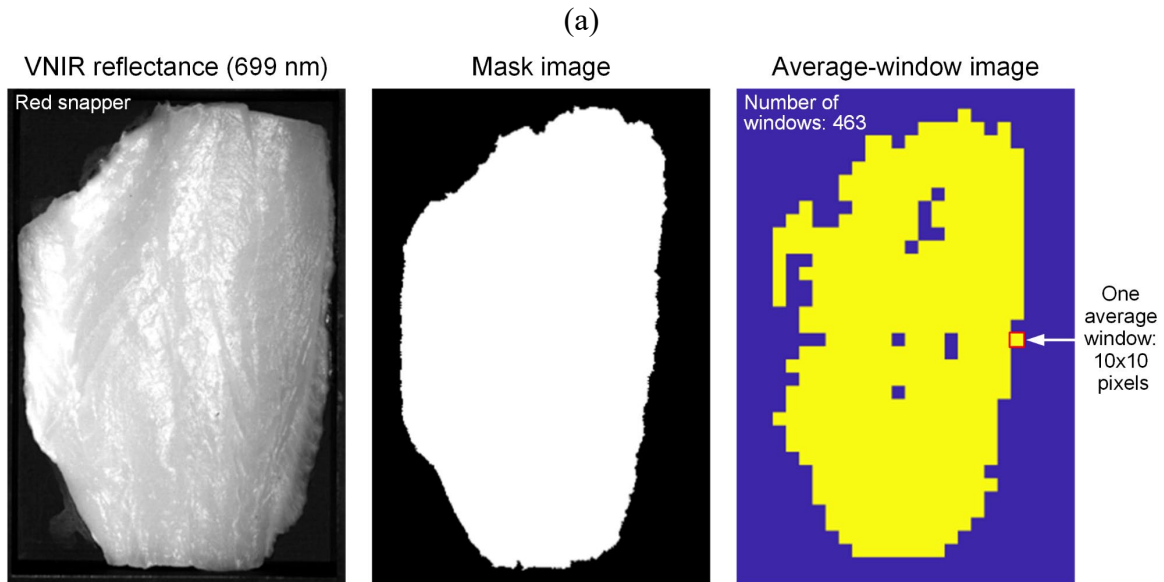 (a)
VNIR reflectance (699 nm)
Mask image
Average-window image
Red snapper
Number of
windows: 463
One
average
window:
10x10
pixels